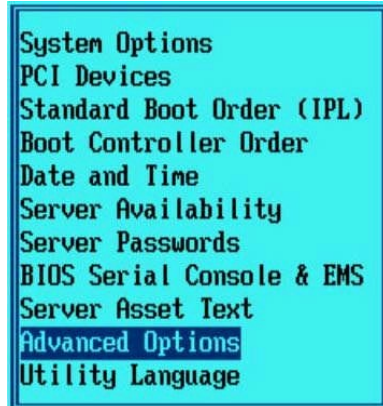 System Options
PCI Devices
Standard Boot Order (IPL)
Boot Controller Order
Date and Time
Server Availability
Server Passwords
BIOS Serial Console & EMS
Server Asset Text
Advanced Options
Utility Language